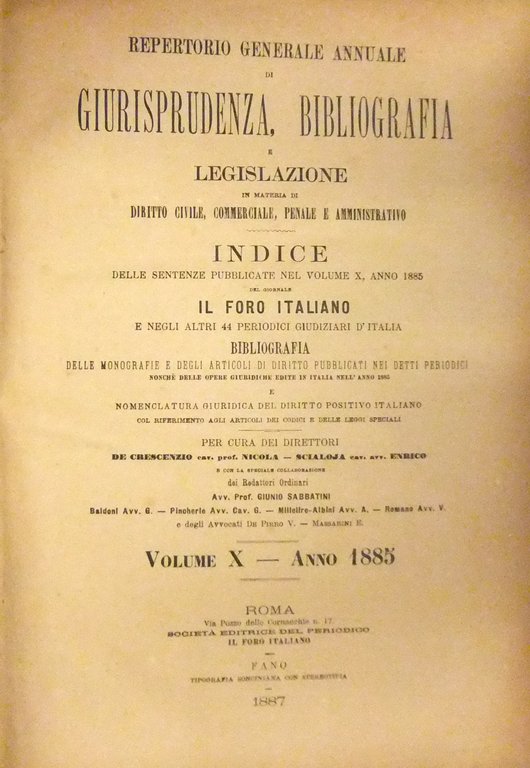 REPERTORIO GENERALE ANNUALE
DI
GIURISPRUDENZA, BIBLIOGRAFIA
E
LEGISLAZIONE
IN MATERIA DI
DIRITTO CIVILE, COMMERCIALE, PENALE E AMMINISTRATIVO
INDICE
DELLE SENTENZE PUBBLICATE NEL VOLUME X, ANNO 1885
DEL GIORNALE
IL FORO ITALIANO
E NEGLI ALTRI 44 PERIODICI GIUDIZIARI D'ITALIA
BIBLIOGRAFIA
DELLE MONOGRAFIE E DEGLI ARTICOLI DI DIRITTO PUBBLICATI NEI DETTI PERIODICI
NONCHÈ DELLE OPERE GIURIDICHE EDITE IN ITALIA NELL'ANNO 1885
E
NOMENCLATURA GIURIDICA DEL DIRITTO POSITIVO ITALIANO
COL RIFERIMENTO AGLI ARTICOLI DEI CODICI E DELLE LEGGI SPECIALI
PER CURA DEI DIRETTORI
DE CRESCENZIO cav. prof. NICOLA — SCIALOJA cav. avv. ENRICO
E CON LA SPECIALE COLLABORAZIONE
dei Redattori Ordinari
Avv. Prof. GIUNIO SABBATINI
Baldoni Avv. G. — Pincherle Avv. Cav. G. — Millelire-Albini Avv. A. — Romano Avv. V.
e degli Avvocati DE PIRRO V. — MASSARINI E.
VOLUME X — ANNO 1885
ROMA
Via Pozzo delle Cornacchie n. 17
SOCIETÀ EDITRICE DEL PERIODICO
IL FORO ITALIANO
FANO
TIPOGRAFIA SONCINIANA CON STEREOTIPIA
1887